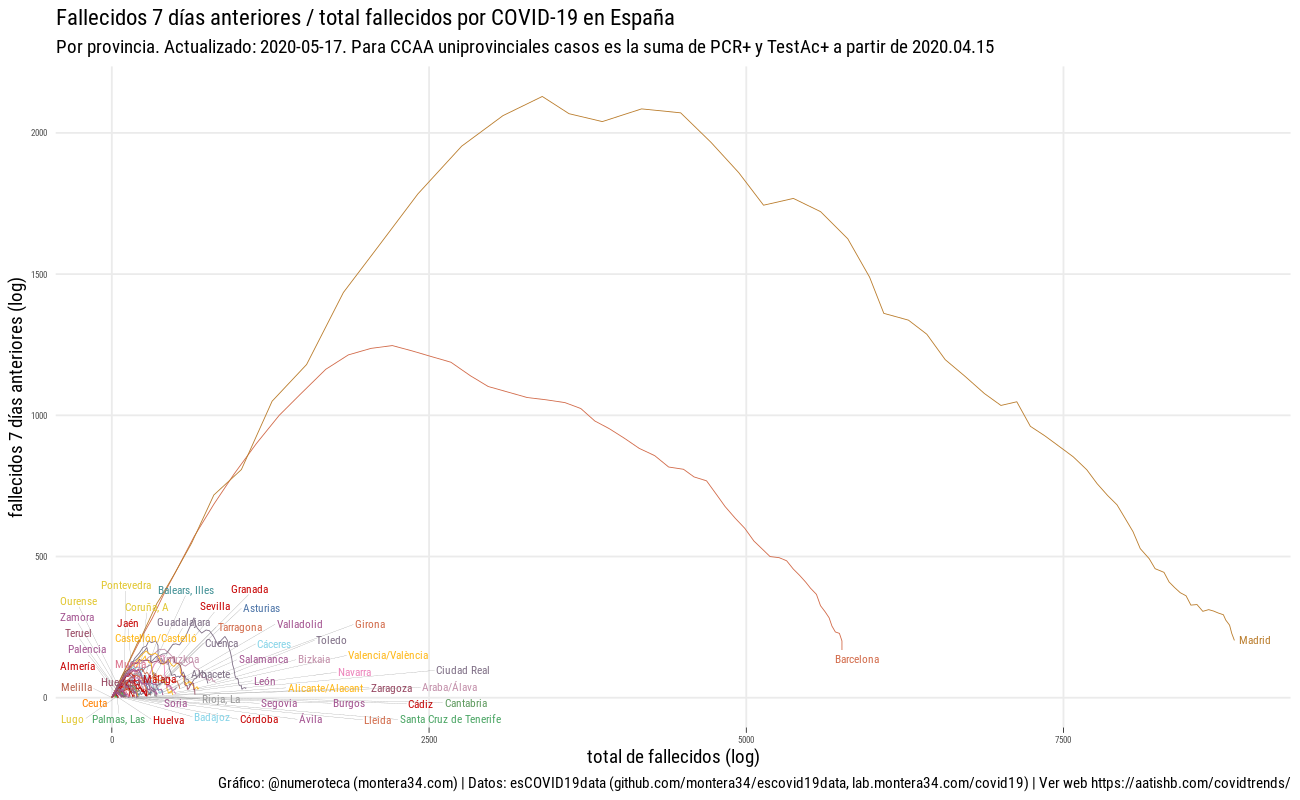 Fallecidos 7 días anteriores / total fallecidos por COVID-19 en España
Por provincia. Actualizado: 2020-05-17. Para CCAA uniprovinciales casos es la suma de PCR+ y TestAc+ a partir de 2020.04.15
fallecidos 7 días anteriores (log)
2000
1500
1000
500
0
Pontevedra
Balears, Illes
Granada
Ourense
Coruña, A
Sevilla
Asturias
Zamora
Jaén
Guadalajara
Tarragona
Valladolid
Girona
Teruel
Castellón/Castelló
Cuenca
Cáceres
Toledo
Palencia
Murcia
Gipuzkoa
Salamanca
Bizkaia
Valencia/València
Almería
Albacete
Navarra
Ciudad Real
Melilla
Málaga
León
Alicante/Alacant
Zaragoza
Araba/Álava
Ceuta
Soria
Rioja, La
Segovia
Burgos
Cádiz
Cantabria
Lugo
Palmas, Las
Huelva
Badajoz
Córdoba
Ávila
Lleida
Santa Cruz de Tenerife
Barcelona
Madrid
0
2500
5000
7500
total de fallecidos (log)
Gráfico: @numeroteca (montera34.com) | Datos: esCOVID19data (github.com/montera34/escovid19data, lab.montera34.com/covid19) | Ver web https://aatishb.com/covidtrends/